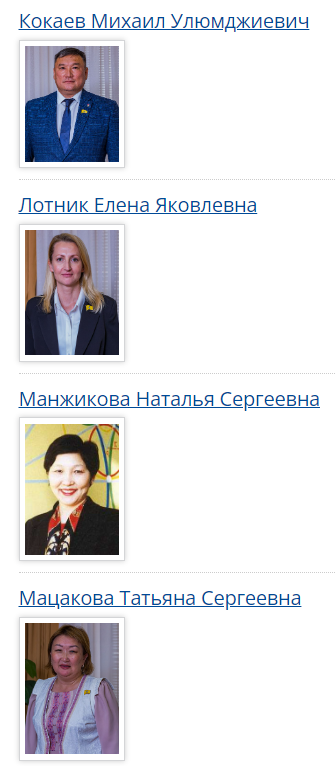 Кокаев Михаил Улюмджиевич
Лотник Елена Яковлевна
Манжикова Наталья Сергеевна
Мацакова Татьяна Сергеевна